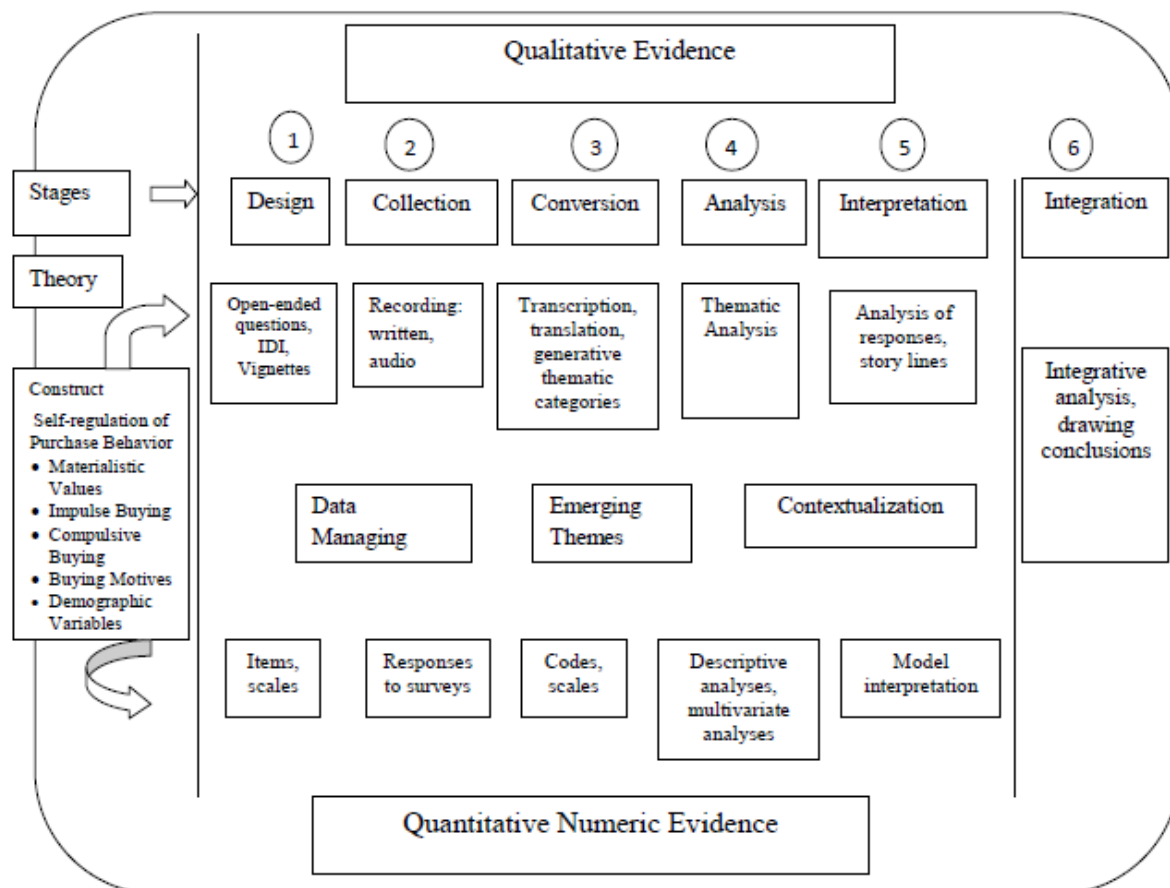 Qualitative Evidence
1
2
3
4
5
6
Stages
Design
Collection
Conversion
Analysis
Interpretation
Integration
Theory
Open-ended
questions,
IDI,
Vignettes
Recording:
written,
audio
Transcription,
translation,
generative
thematic
categories
Thematic
Analysis
Analysis of
responses,
story lines
Integrative
analysis,
drawing
conclusions
Construct
Self-regulation of
Purchase Behavior
• Materialistic
Values
• Impulse Buying
• Compulsive
Buying
• Buying Motives
• Demographic
Variables
Data
Managing
Emerging
Themes
Contextualization
Items,
scales
Responses
to surveys
Codes,
scales
Descriptive
analyses,
multivariate
analyses
Model
interpretation
Quantitative Numeric Evidence